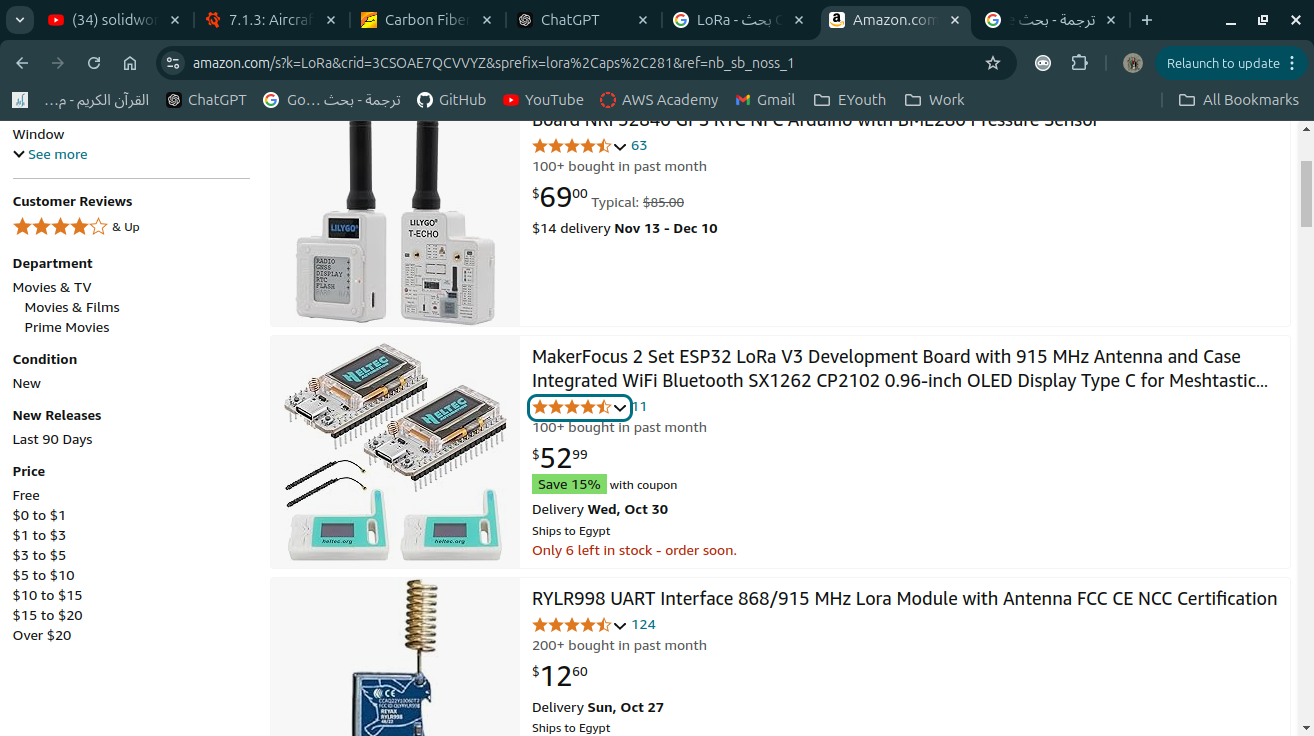 (34) solidwor
7.1.3: Aircraf
Carbon Fiber
ChatGPT
LoRa - بحث
Amazon.com
ترجمة - بحث
amazon.com/s?k=LoRa&crid=3CSOAE7QCVVYZ&sprefix=lora%2Caps%2C281&ref=nb_sb_noss_1
Relaunch to update
القرآن الكريم - م...
ChatGPT
Go... ترجمة - بحث
GitHub
YouTube
AWS Academy
Gmail
EYouth
Work
All Bookmarks
Window
See more
Customer Reviews
& Up
Department
Movies & TV
Movies & Films
Prime Movies
Condition
New
New Releases
Last 90 Days
Price
Free
$0 to $1
$1 to $3
$3 to $5
$5 to $10
$10 to $15
$15 to $20
Over $20
Board NRF52840 GPS RTC NFC Arduino with BME280 Pressure Sensor
63
100+ bought in past month
$6900 Typical: $85.00
$14 delivery Nov 13 - Dec 10
LILYGO
LILYGO
T-ECHO
RADIO
GNSS
DISPLAY
RTC
FLASH
MakerFocus 2 Set ESP32 LoRa V3 Development Board with 915 MHz Antenna and Case
Integrated WiFi Bluetooth SX1262 CP2102 0.96-inch OLED Display Type C for Meshtastic...
11
100+ bought in past month
$5299
Save 15% with coupon
Delivery Wed, Oct 30
Ships to Egypt
Only 6 left in stock - order soon.
HELTEC
HELTEC
heltec.org
heltec.org
RYLR998 UART Interface 868/915 MHz Lora Module with Antenna FCC CE NCC Certification
124
200+ bought in past month
$1260
Delivery Sun, Oct 27
Ships to Egypt
REYAX
RYLR998